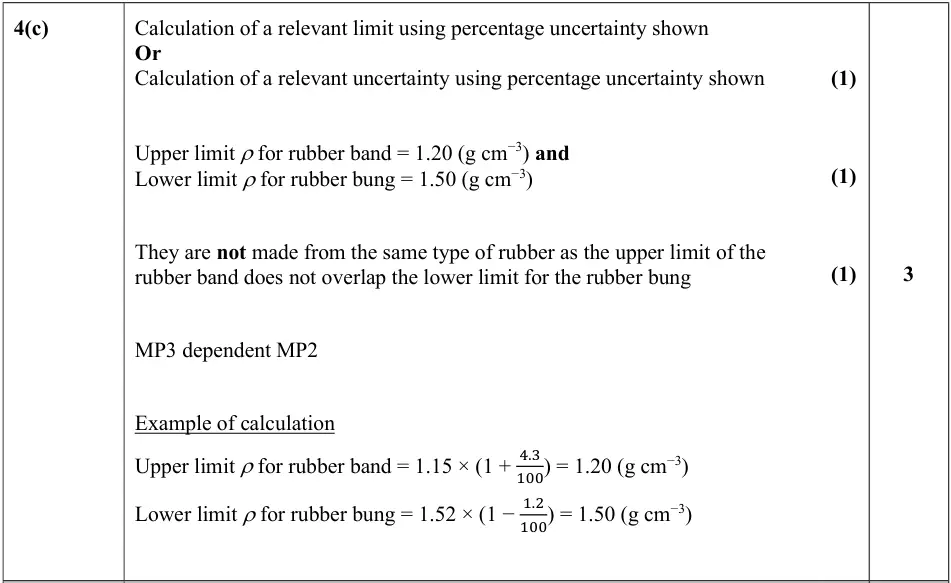 4(c)
Calculation of a relevant limit using percentage uncertainty shown
Or
Calculation of a relevant uncertainty using percentage uncertainty shown (1)
Upper limit ρ for rubber band = 1.20 (g cm⁻³) and
Lower limit ρ for rubber bung = 1.50 (g cm⁻³) (1)
They are not made from the same type of rubber as the upper limit of the
rubber band does not overlap the lower limit for the rubber bung (1) 3
MP3 dependent MP2
Example of calculation
Upper limit ρ for rubber band = 1.15 × (1 + 4.3/100) = 1.20 (g cm⁻³)
Lower limit ρ for rubber bung = 1.52 × (1 − 1.2/100) = 1.50 (g cm⁻³)